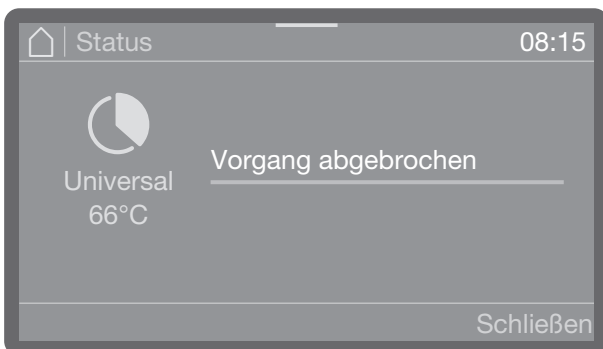 Status
08:15
Universal
66°C
Vorgang abgebrochen
Schließen